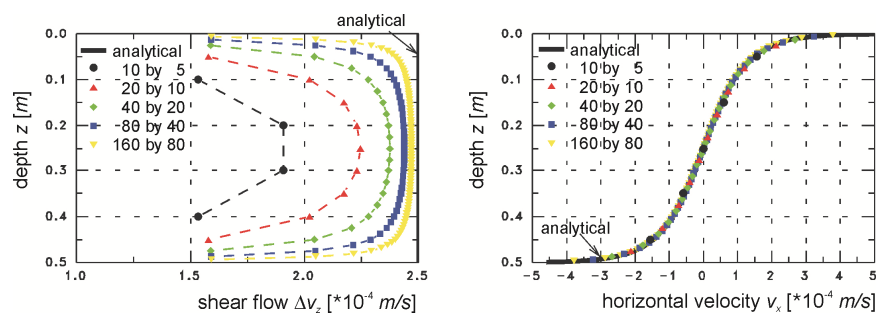 analytical
0.0
0.1
0.2
0.3
0.4
0.5
depth z [m]
analytical
10 by 5
20 by 10
40 by 20
80 by 40
160 by 80
1.0
1.5
2.0
2.5
shear flow Δvz [*10-4 m/s]
0.0
0.1
0.2
0.3
0.4
0.5
depth z [m]
analytical
10 by 5
20 by 10
40 by 20
80 by 40
160 by 80
analytical
-5
-4
-3
-2
-1
0
1
2
3
4
5
horizontal velocity vx [*10-4 m/s]